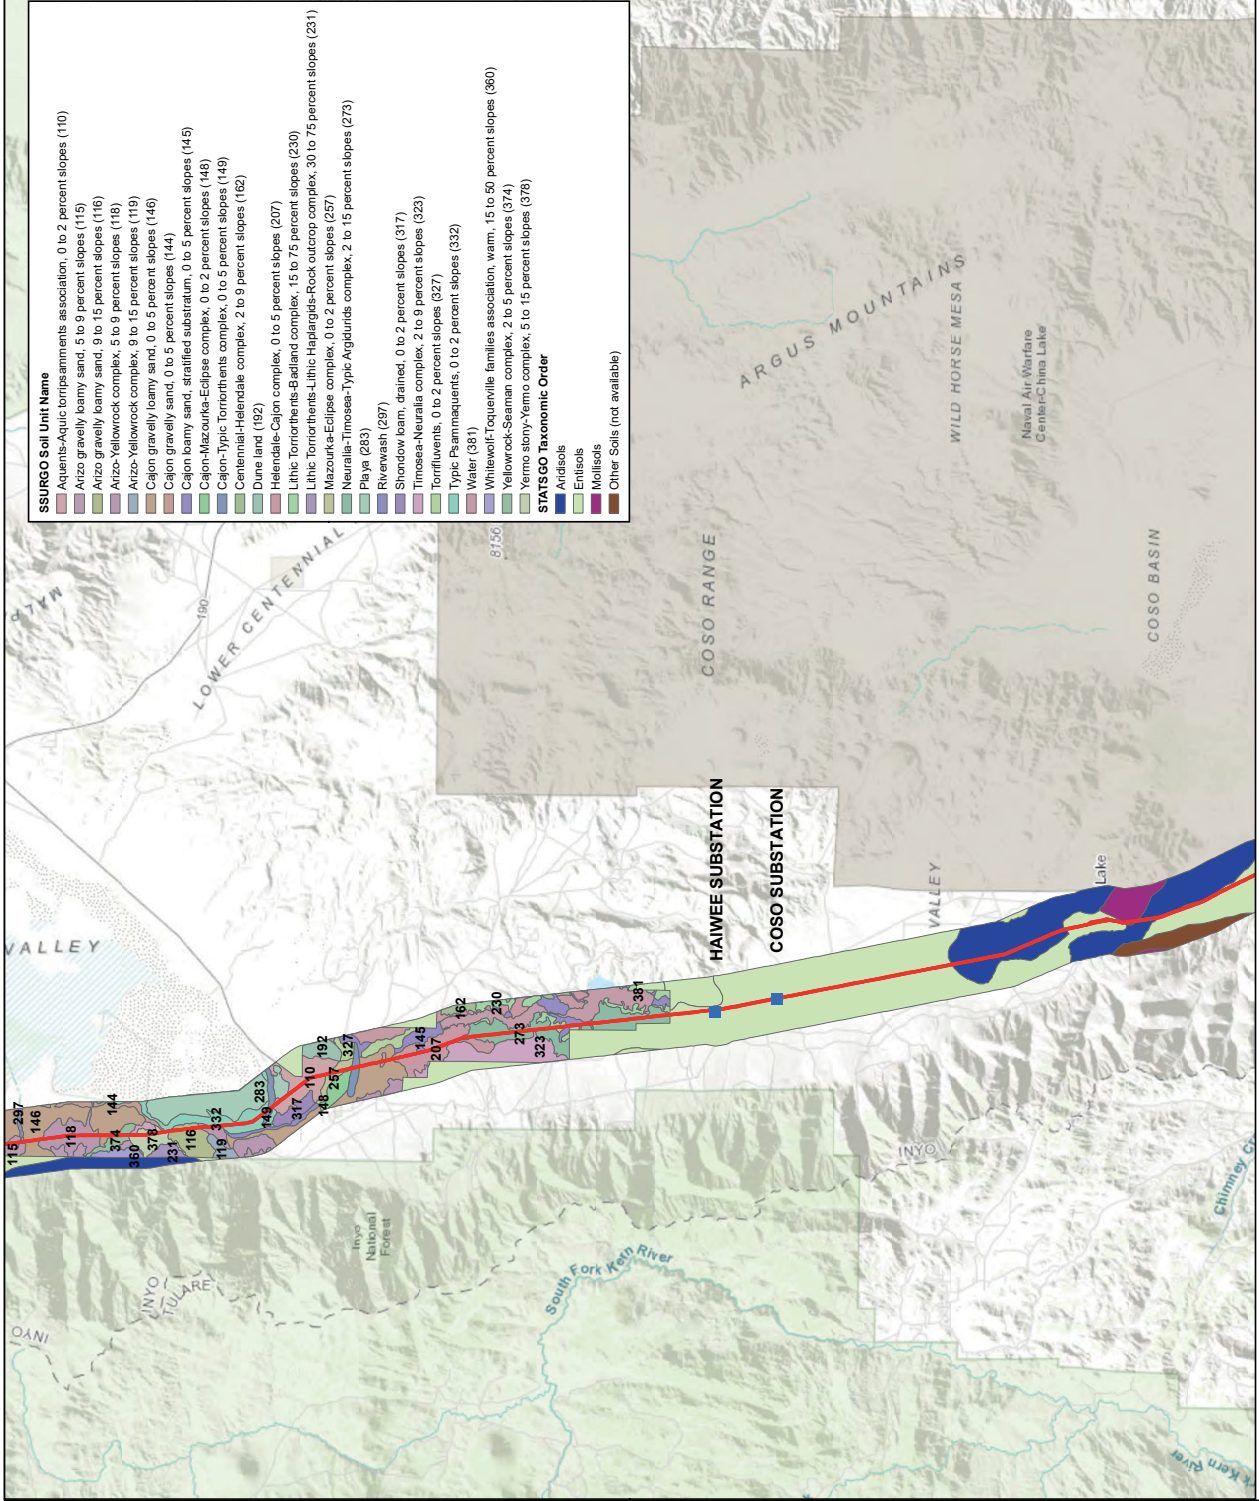 SSURGO Soil Unit Name
Aquents-Aquic torripsamments association, 0 to 2 percent slopes (110)
Arizo gravelly loamy sand, 5 to 9 percent slopes (115)
Arizo gravelly loamy sand, 9 to 15 percent slopes (116)
Arizo-Yellowrock complex, 5 to 9 percent slopes (118)
Arizo-Yellowrock complex, 9 to 15 percent slopes (119)
Cajon gravelly loamy sand, 0 to 5 percent slopes (146)
Cajon gravelly sand, 0 to 5 percent slopes (144)
Cajon loamy sand, stratified substratum, 0 to 5 percent slopes (145)
Cajon-Mazourka-Eclipse complex, 0 to 2 percent slopes (148)
Cajon-Typic Torriorthents complex, 0 to 5 percent slopes (149)
Centennial-Helendale complex, 2 to 9 percent slopes (162)
Dune land (192)
Helendale-Cajon complex, 0 to 5 percent slopes (207)
Lithic Torriorthents-Badland complex, 15 to 75 percent slopes (230)
Lithic Torriorthents-Lithic Haplargids-Rock outcrop complex, 30 to 75 percent slopes (231)
Mazourka-Eclipse complex, 0 to 2 percent slopes (257)
Neuralia-Timosea-Typic Argidurids complex, 2 to 15 percent slopes (273)
Playa (283)
Riverwash (297)
Shondow loam, drained, 0 to 2 percent slopes (317)
Timosea-Neuralia complex, 2 to 9 percent slopes (323)
Torrifluvents, 0 to 2 percent slopes (327)
Typic Psammaquents, 0 to 2 percent slopes (332)
Water (381)
Whitewolf-Toquerville families association, warm, 15 to 50 percent slopes (360)
Yellowrock-Seaman complex, 2 to 5 percent slopes (374)
Yermo stony-Yermo complex, 5 to 15 percent slopes (378)
STATSGO Taxonomic Order
Aridisols
Entisols
Mollisols
Other Soils (not available)
190
LOWER CENTENNIAL
8156
ARGUS MOUNTAINS
WILD HORSE MESA
Naval Air Warfare
Center-China Lake
COSO RANGE
COSO BASIN
VALLEY
HAIWEE SUBSTATION
COSO SUBSTATION
VALLEY
Lake
115
297
146
118
144
374
360
378
231
116
332
119
283
149
317
110
148
257
192
327
145
207
162
230
273
323
381
Inyo
National
Forest
INYO
INYO
TULARE
INYO
South Fork Kern River
Chimney Cr
Kern River